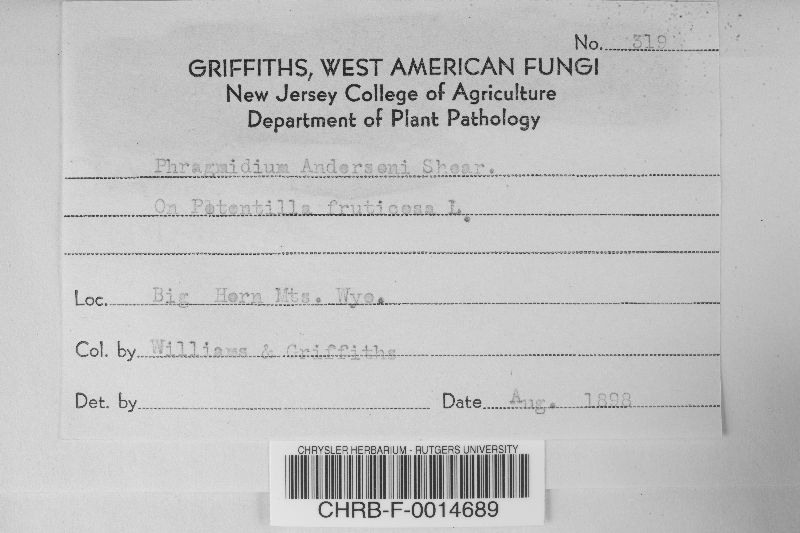 No. 319
GRIFFITHS, WEST AMERICAN FUNGI
New Jersey College of Agriculture
Department of Plant Pathology
Phragmidium Andersoni Shear.
On Potentilla fruticosa L.
Loc. Big Horn Mts. Wyo.
Col. by Williams & Griffiths
Det. by
Date Aug. 1898
CHRYSLER HERBARIUM - RUTGERS UNIVERSITY
CHRB-F-0014689